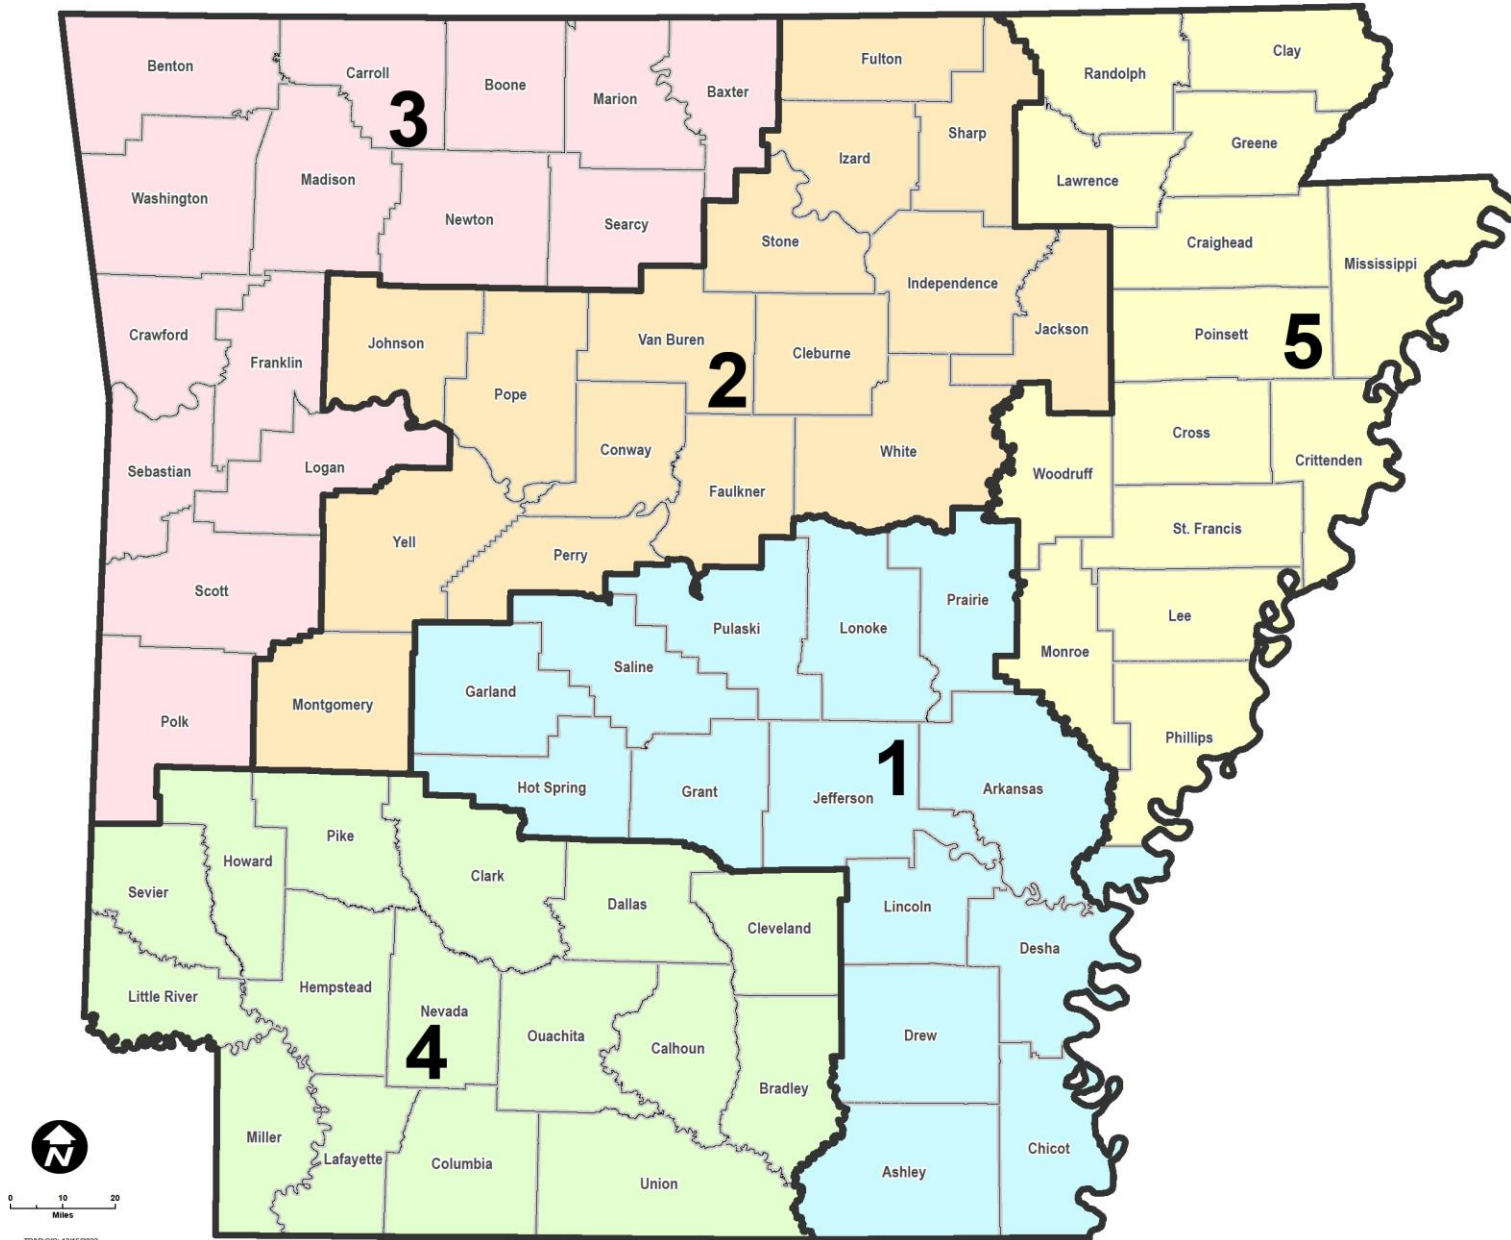 Benton
Carroll
Boone
Marion
Baxter
Fulton
Sharp
Randolph
Clay
3
Izard
Greene
Washington
Madison
Newton
Searcy
Lawrence
Stone
Craighead
Mississippi
Independence
Crawford
Franklin
Johnson
Van Buren
Cleburne
Jackson
Poinsett
5
2
Pope
Sebastian
Logan
Conway
White
Cross
Crittenden
Faulkner
Woodruff
St. Francis
Yell
Perry
Scott
Prairie
Lee
Pulaski
Lonoke
Monroe
Saline
Garland
Polk
Montgomery
Phillips
1
Hot Spring
Grant
Jefferson
Arkansas
Pike
Howard
Clark
Sevier
Dallas
Lincoln
Cleveland
Desha
Little River
Hempstead
Nevada
Ouachita
Calhoun
Drew
4
Bradley
Miller
Lafayette
Columbia
Union
Ashley
Chicot
N
0 10 20
Miles